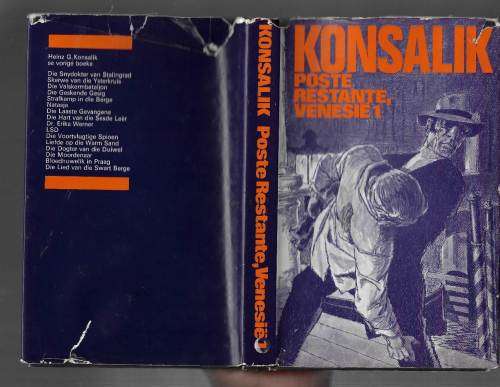 Heinz G. Konsalik
se vorige boeke
Die Snydokter van Stalingrad
Skerwe van die Ysterkruis
Die Valskermbataljon
Die Geskende Gesig
Strafkamp in die Berge
Natasja
Die Laaste Gevangene
Die Hart van die Sesde Leër
Dr. Erika Werner
LSD
Die Voortvlugtige Spioen
Liefde op die Warm Sand
Die Dogter van die Duiwel
Die Moordenaar
Bloedhuwelik in Praag
Die Lied van die Swart Berge
KONSALIK Poste Restante, Venesië 1
KONSALIK
POSTE
RESTANTE,
VENESIË 1